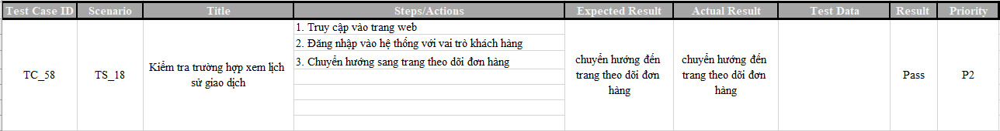 Test Case ID Scenario Title Steps/Actions Expected Result Actual Result Test Data Result Priority
1. Truy cập vào trang web
2. Đăng nhập vào hệ thống với vai trò khách hàng
3. Chuyển hướng sang trang theo dõi đơn hàng
TC_58
TS_18
Kiểm tra trường hợp xem lịch
sử giao dịch
chuyển hướng đến
trang theo dõi đơn
hàng
chuyển hướng đến
trang theo dõi đơn
hàng
Pass
P2